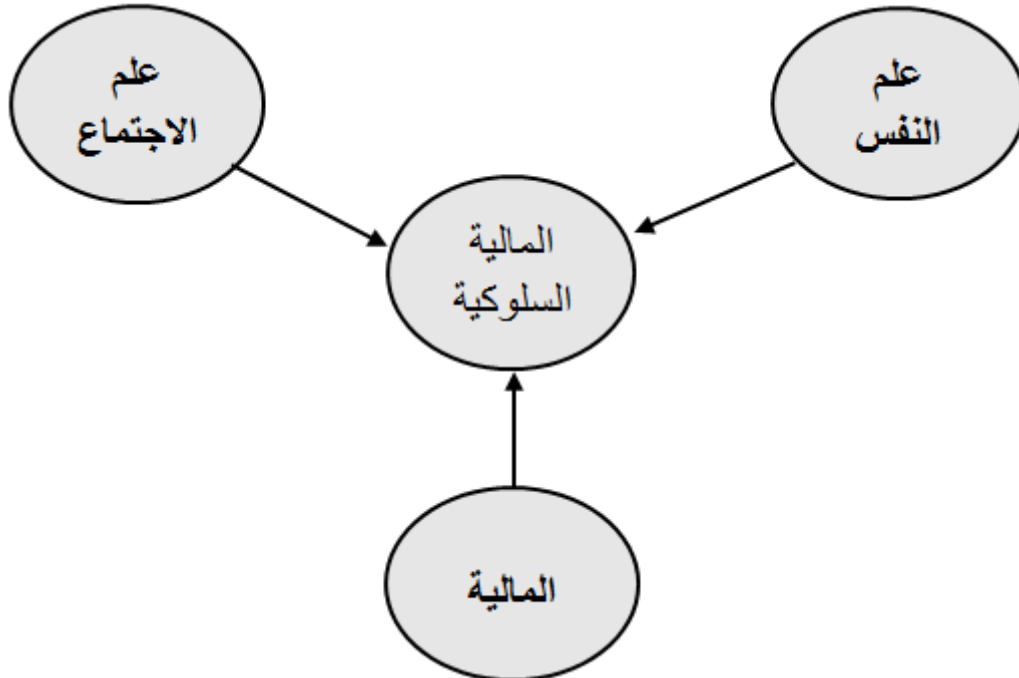 علم
النفس
علم
الاجتماع
المالية
السلوكية
المالية